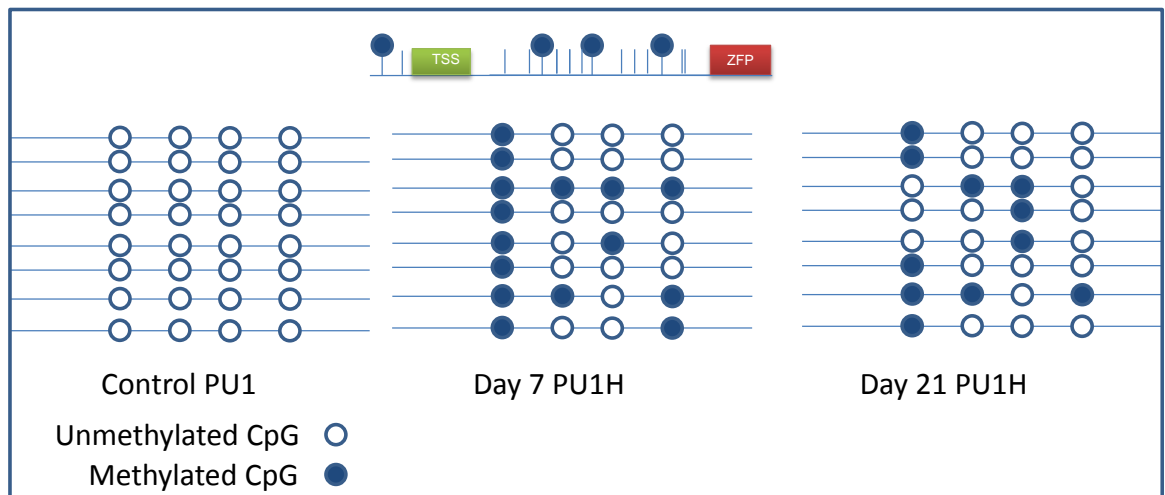 TSS ZFP
Control PU1 Day 7 PU1H Day 21 PU1H
Unmethylated CpG
Methylated CpG